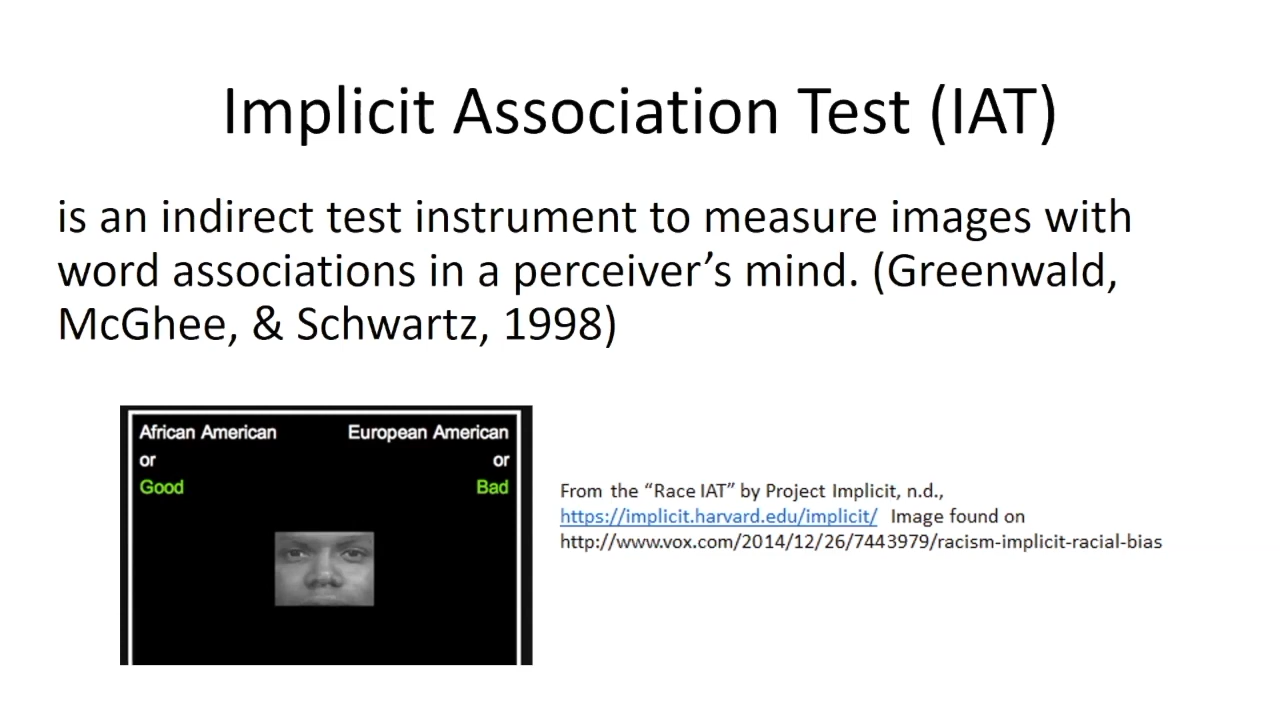 Implicit Association Test (IAT)
is an indirect test instrument to measure images with
word associations in a perceiver’s mind. (Greenwald,
McGhee, & Schwartz, 1998)
African American
or
Good
European American
or
Bad
From the “Race IAT” by Project Implicit, n.d.,
https://implicit.harvard.edu/implicit/ Image found on
http://www.vox.com/2014/12/26/7443979/racism-implicit-racial-bias